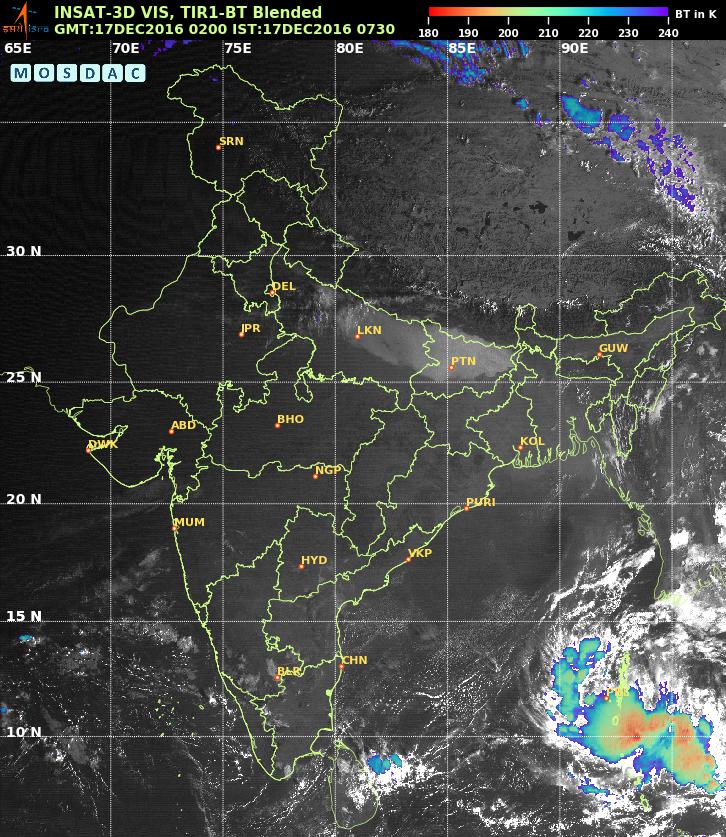 INSAT-3D VIS, TIR1-BT Blended
GMT:17DEC2016 0200 IST:17DEC2016 0730
BT in K
180 190 200 210 220 230 240
65E 70E 75E 80E 85E 90E
MOSDAC
SRN
30 N
DEL
JPR
LKN
GUW
PTN
25 N
BHO
ABD
KOL
DWK
NGP
20 N
PURI
MUM
VKP
HYD
15 N
CHN
BLR
10 N